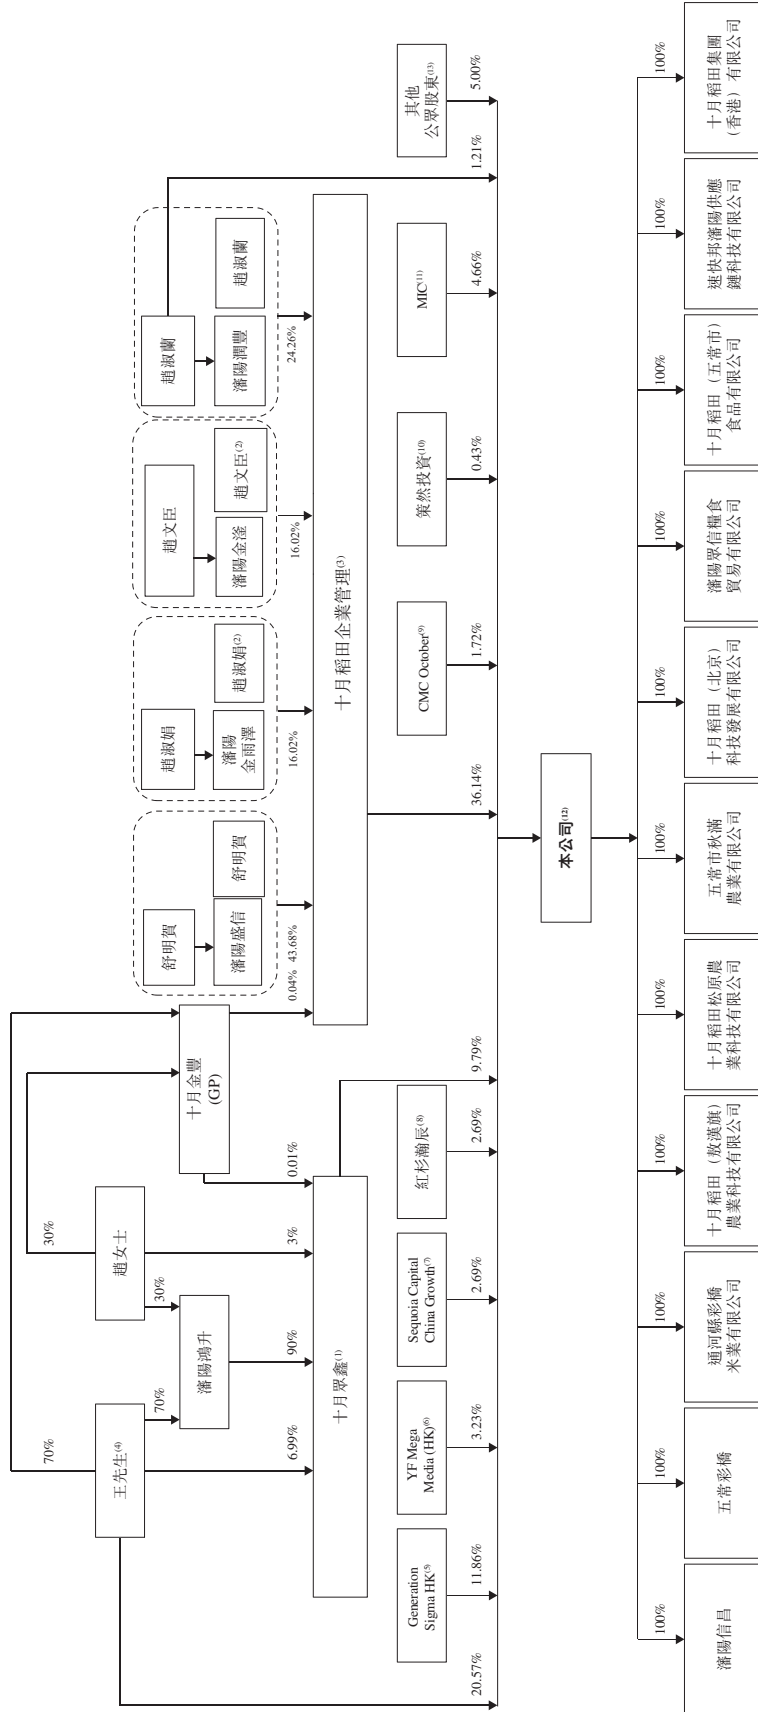 70%
30%
王先生(4)
趙女士
70%
30%
瀋陽鴻升
十月金豐
(GP)
舒明賀
瀋陽盛信
舒明賀
趙淑娟
瀋陽
金雨澤
趙淑娟(2)
趙文臣
瀋陽金滏
趙文臣(2)
趙淑蘭
瀋陽潤豐
趙淑蘭
6.99%
90%
3%
0.01%
0.04%
43.68%
16.02%
16.02%
24.26%
十月眾鑫(1)
十月稻田企業管理(3)
Generation
Sigma HK(5)
YF Mega
Media (HK)(6)
Sequoia Capital
China Growth(7)
紅杉瀚辰(8)
CMC October(9)
策然投資(10)
MIC(11)
其他
公眾股東(13)
20.57%
11.86%
3.23%
2.69%
2.69%
9.79%
36.14%
1.72%
0.43%
4.66%
1.21%
5.00%
本公司(12)
100%
100%
100%
100%
100%
100%
100%
100%
100%
100%
100%
瀋陽信昌
五常彩橋
通河縣彩橋
米業有限公司
十月稻田（敖漢旗）
農業科技有限公司
十月稻田松原農
業科技有限公司
五常市秋滿
農業有限公司
十月稻田（北京）
科技發展有限公司
瀋陽眾信糧食
貿易有限公司
十月稻田（五常市）
食品有限公司
速快邦瀋陽供應
鏈科技有限公司
十月稻田集團
（香港）有限公司